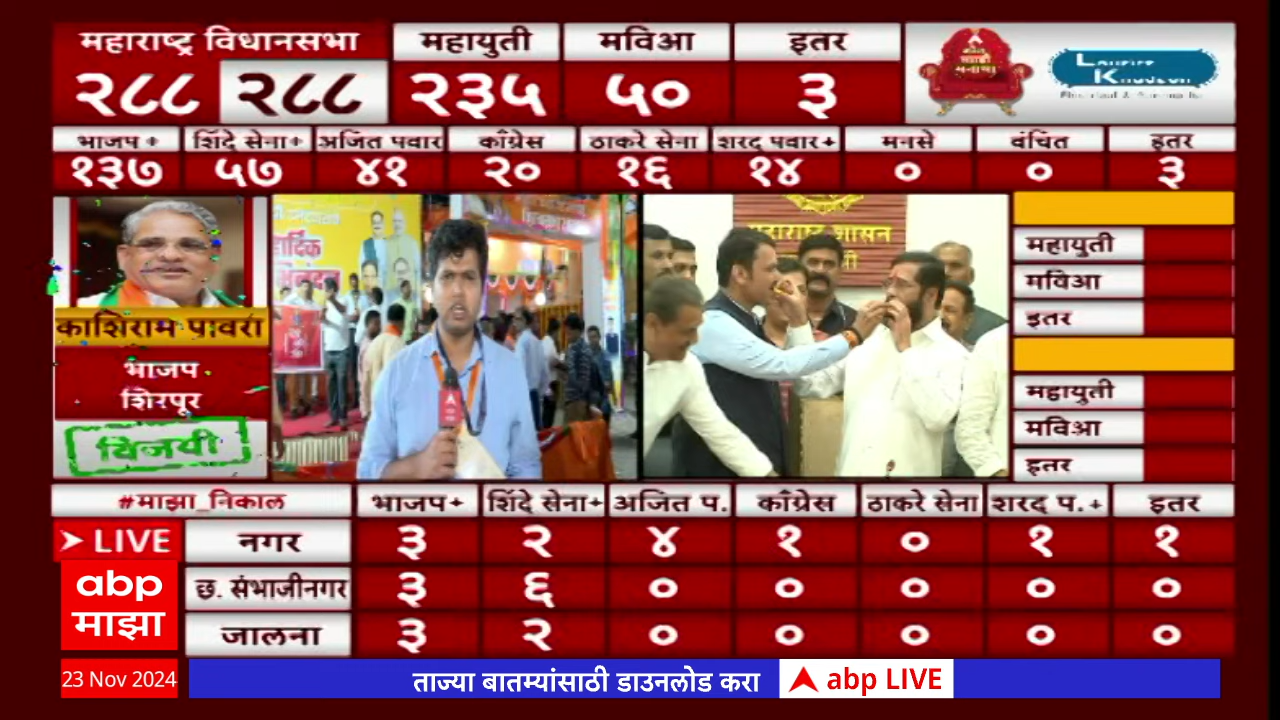 महाराष्ट्र विधानसभा
२८८ २८८
महायुती
२३५
मविआ
५०
इतर
३
भाजप + शिंदे सेना+ अजित पवार काँग्रेस ठाकरे सेना शरद पवार+ मनसे वंचित इतर
१३७ ५७ ४१ २० १६ १४ ० ० ३
काशिराम पावरा
भाजप
शिरपूर
विजयी
महाराष्ट्र शासन
महायुती
मविआ
इतर
महायुती
मविआ
इतर
#माझा_निकाल भाजप+ शिंदे सेना+ अजित प. काँग्रेस ठाकरे सेना शरद प.+ इतर
LIVE नगर ३ २ ४ १ ० १ १
छ. संभाजीनगर ३ ६ ० ० ० ० ०
जालना ३ २ ० ० ० ० ०
abp
माझा
23 Nov 2024
ताज्या बातम्यांसाठी डाउनलोड करा abp LIVE